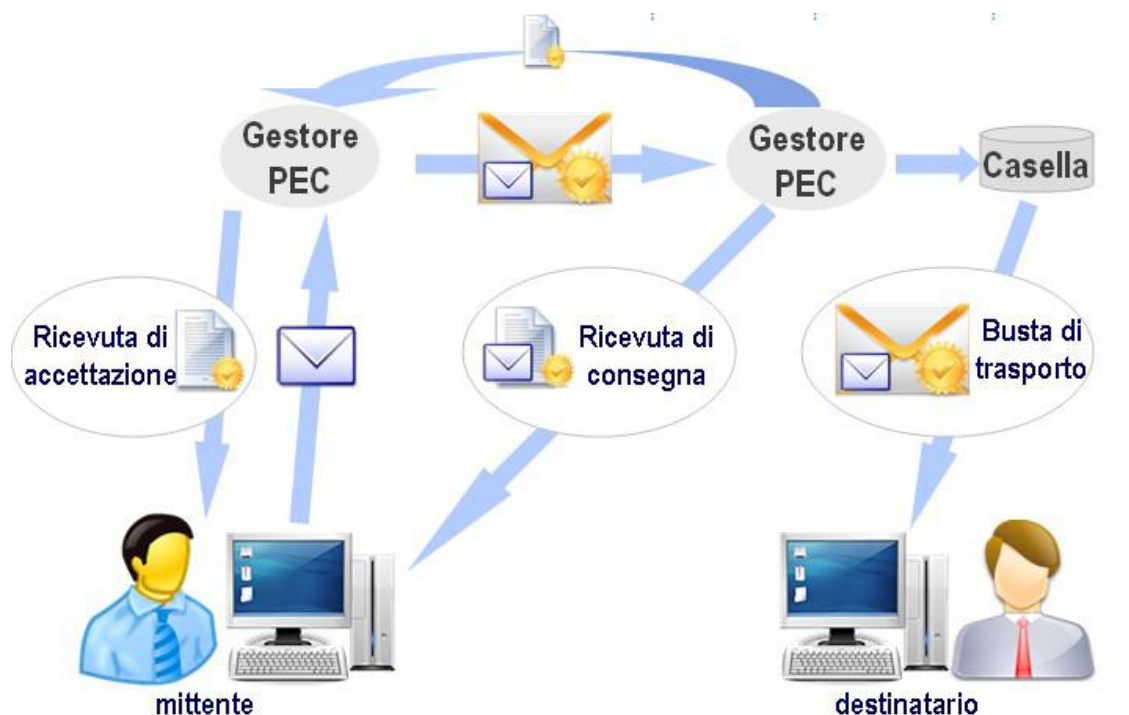 Gestore
PEC
Gestore
PEC
Casella
Ricevuta di
accettazione
Ricevuta di
consegna
Busta di
trasporto
mittente
destinatario